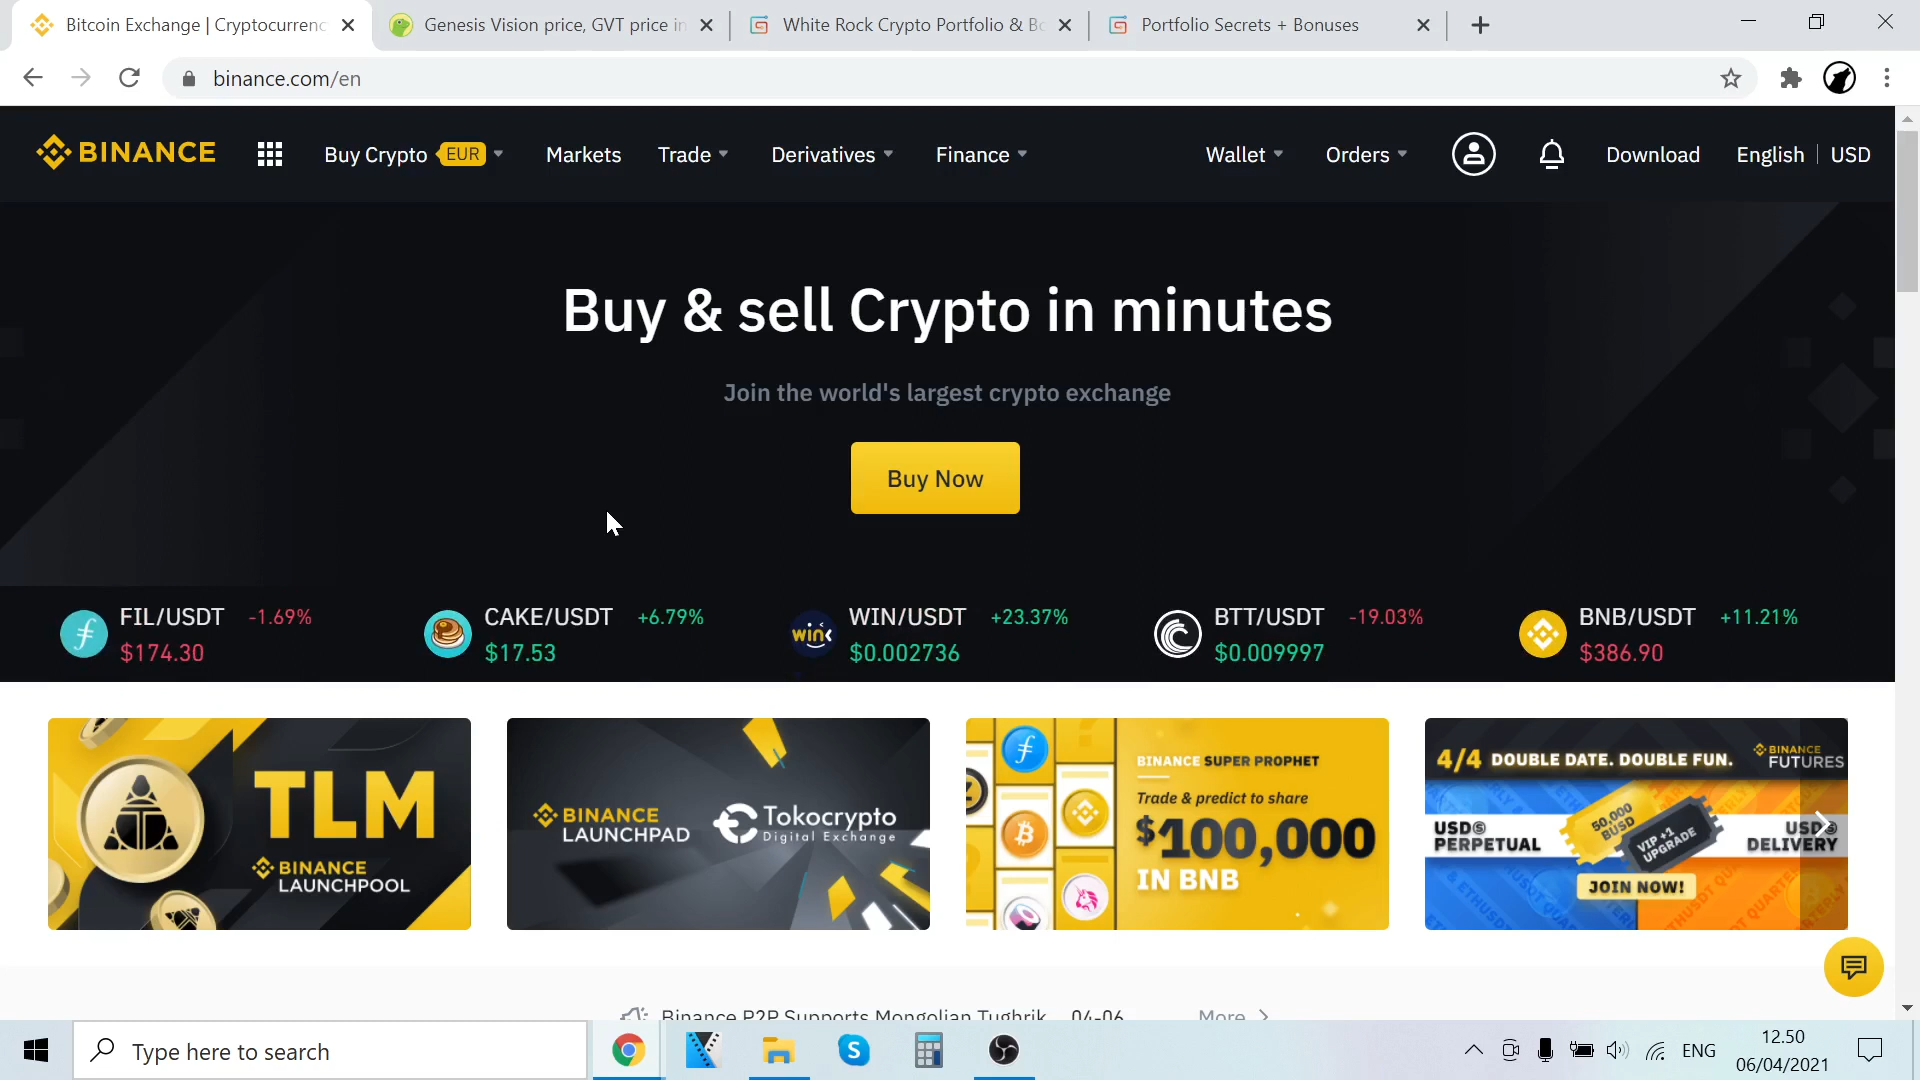 Bitcoin Exchange | Cryptocurrenc
Genesis Vision price, GVT price in
White Rock Crypto Portfolio & Bo
Portfolio Secrets + Bonuses
binance.com/en
BINANCE
Buy Crypto
EUR
Markets
Trade
Derivatives
Finance
Wallet
Orders
Download
English
USD
Buy & sell Crypto in minutes
Join the world's largest crypto exchange
Buy Now
FIL/USDT -1.69%
$174.30
CAKE/USDT +6.79%
$17.53
WIN/USDT +23.37%
$0.002736
BTT/USDT -19.03%
$0.009997
BNB/USDT +11.21%
$386.90
TLM
BINANCE
LAUNCHPOOL
BINANCE
LAUNCHPAD
Tokocrypto
Digital Exchange
BINANCE SUPER PROPHET
Trade & predict to share
$100,000
IN BNB
4/4 DOUBLE DATE. DOUBLE FUN.
BINANCE
FUTURES
USDⓈ
PERPETUAL
50,000
BUSD
VIP +1
UPGRADE
USDⓈ
DELIVERY
JOIN NOW!
Binance P2P Supports Mongolian Tughrik 04-06
More
Type here to search
ENG
12.50
06/04/2021